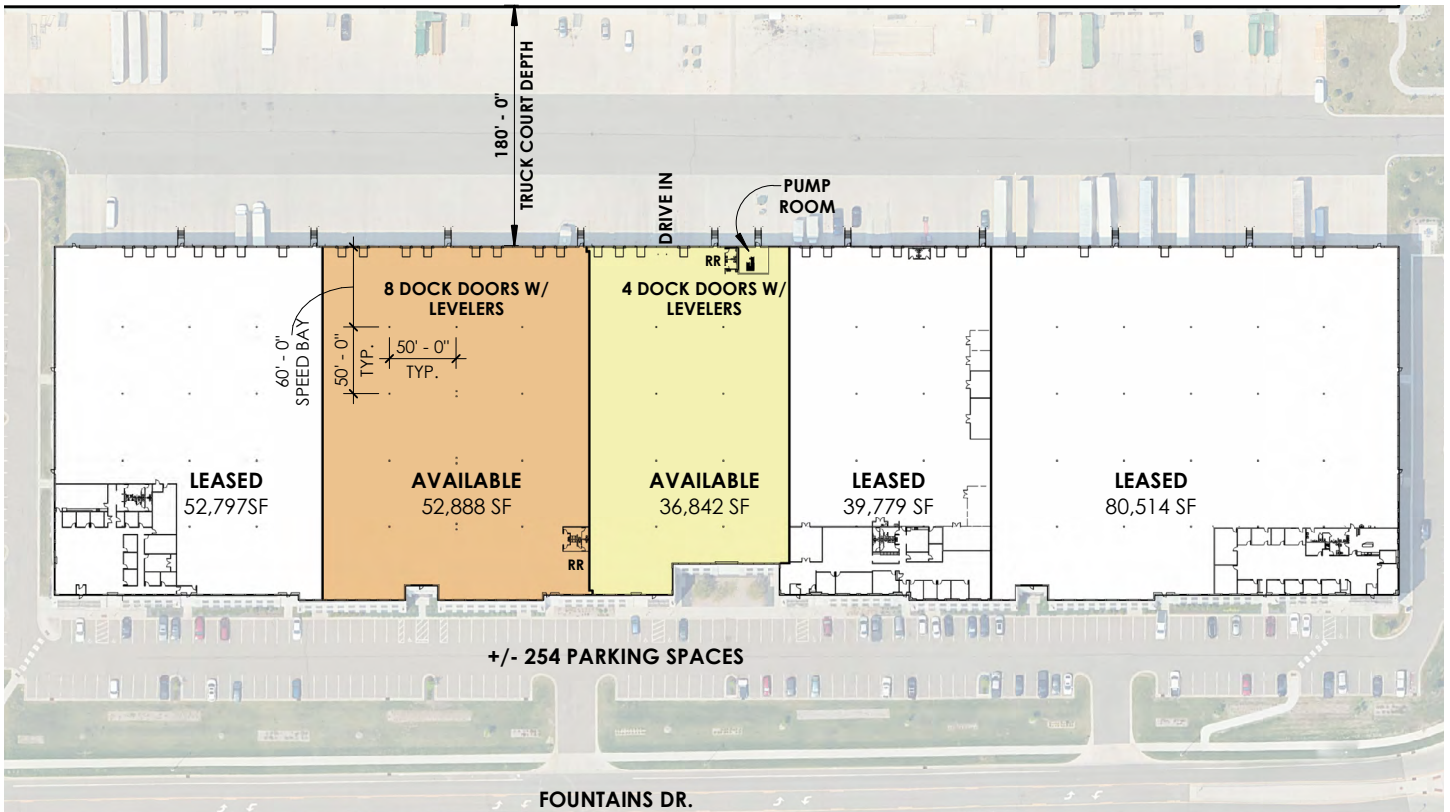 180' - 0"
TRUCK COURT DEPTH
DRIVE IN
PUMP
ROOM
RR
8 DOCK DOORS W/
LEVELERS
4 DOCK DOORS W/
LEVELERS
60' - 0"
SPEED BAY
50' - 0"
TYP.
50' - 0"
TYP.
LEASED
52,797SF
AVAILABLE
52,888 SF
AVAILABLE
36,842 SF
LEASED
39,779 SF
LEASED
80,514 SF
RR
+/- 254 PARKING SPACES
FOUNTAINS DR.